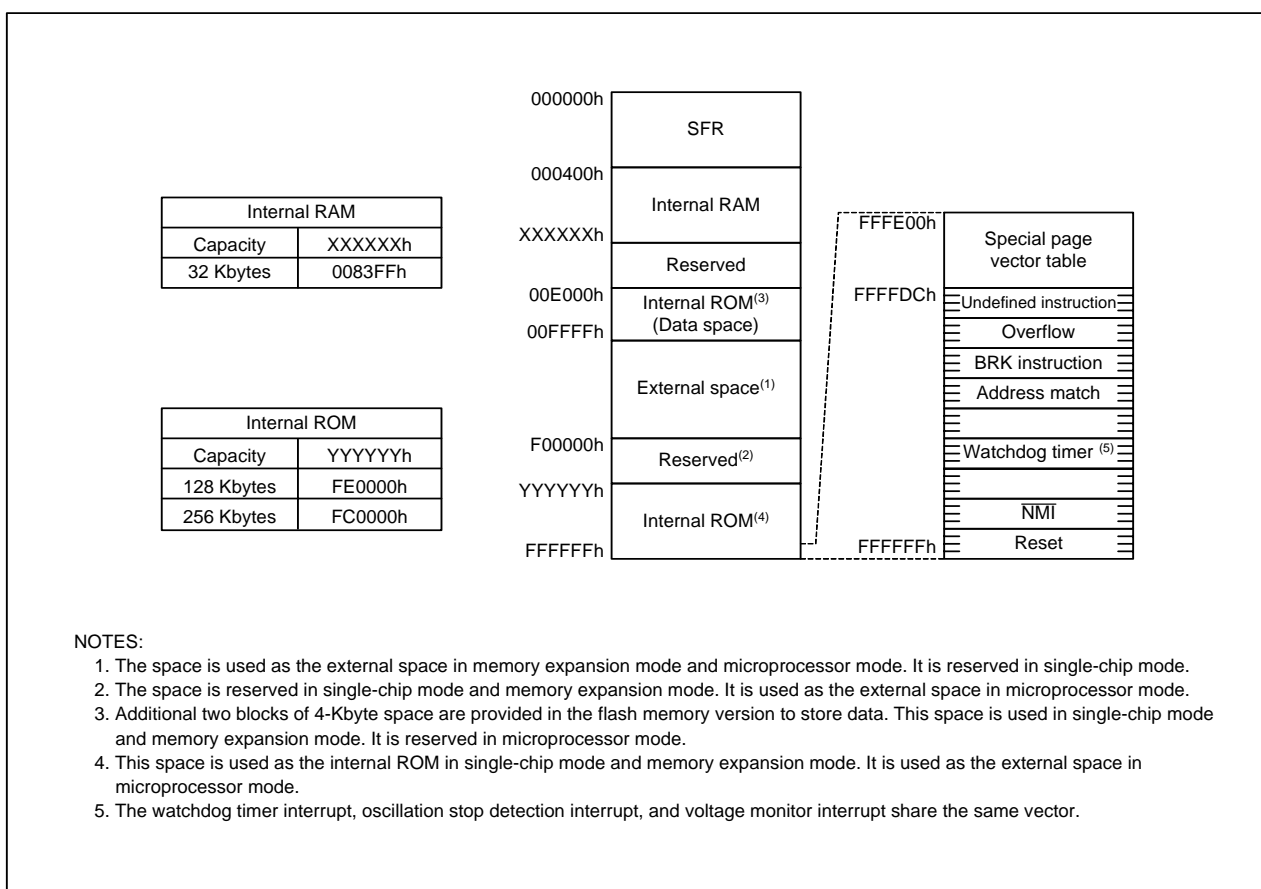 Internal RAM
Capacity XXXXXXh
32 Kbytes 0083FFh
Internal ROM
Capacity YYYYYYh
128 Kbytes FE0000h
256 Kbytes FC0000h
000000h
SFR
000400h
Internal RAM
XXXXXXh
Reserved
00E000h
Internal ROM(3)
(Data space)
00FFFFh
External space(1)
F00000h
Reserved(2)
YYYYYYh
Internal ROM(4)
FFFFFFh
FFFE00h
Special page
vector table
FFFFDCh
Undefined instruction
Overflow
BRK instruction
Address match
Watchdog timer (5)
NMI
FFFFFFh
Reset
NOTES:
1. The space is used as the external space in memory expansion mode and microprocessor mode. It is reserved in single-chip mode.
2. The space is reserved in single-chip mode and memory expansion mode. It is used as the external space in microprocessor mode.
3. Additional two blocks of 4-Kbyte space are provided in the flash memory version to store data. This space is used in single-chip mode
and memory expansion mode. It is reserved in microprocessor mode.
4. This space is used as the internal ROM in single-chip mode and memory expansion mode. It is used as the external space in
microprocessor mode.
5. The watchdog timer interrupt, oscillation stop detection interrupt, and voltage monitor interrupt share the same vector.